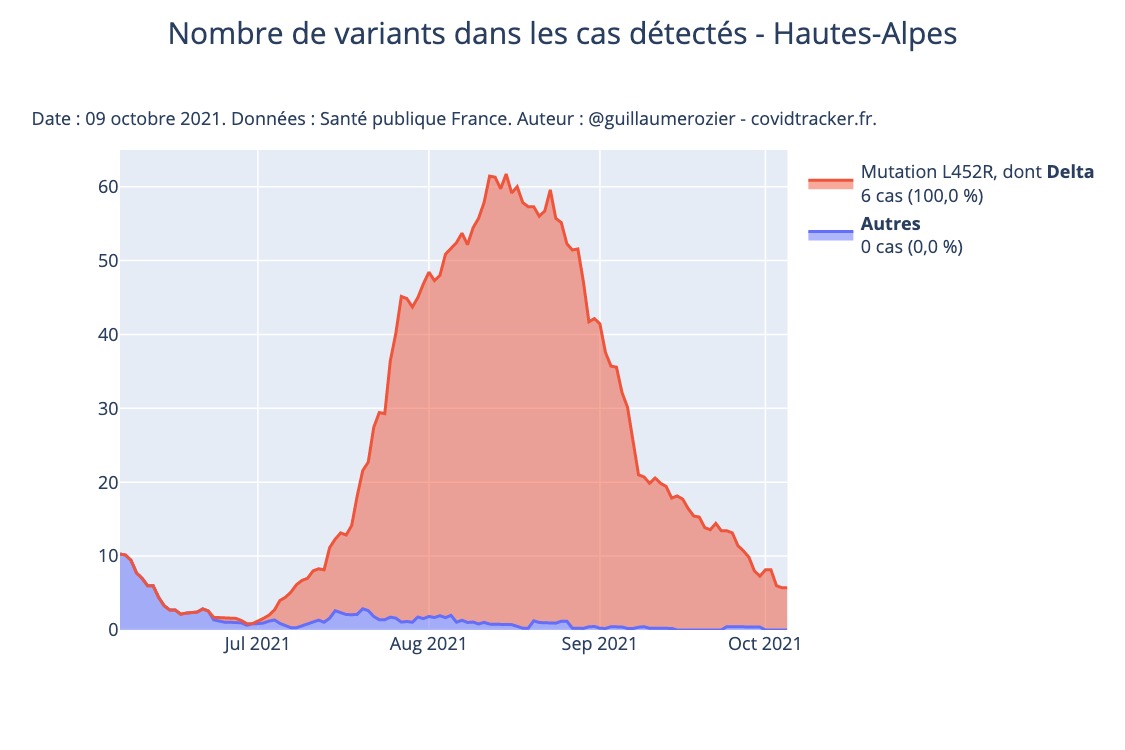 Nombre de variants dans les cas détectés - Hautes-Alpes
Date : 09 octobre 2021. Données : Santé publique France. Auteur : @guillaumerozier - covidtracker.fr.
60
50
40
30
20
10
0
Jul 2021
Aug 2021
Sep 2021
Oct 2021
Mutation L452R, dont Delta
6 cas (100,0 %)
Autres
0 cas (0,0 %)